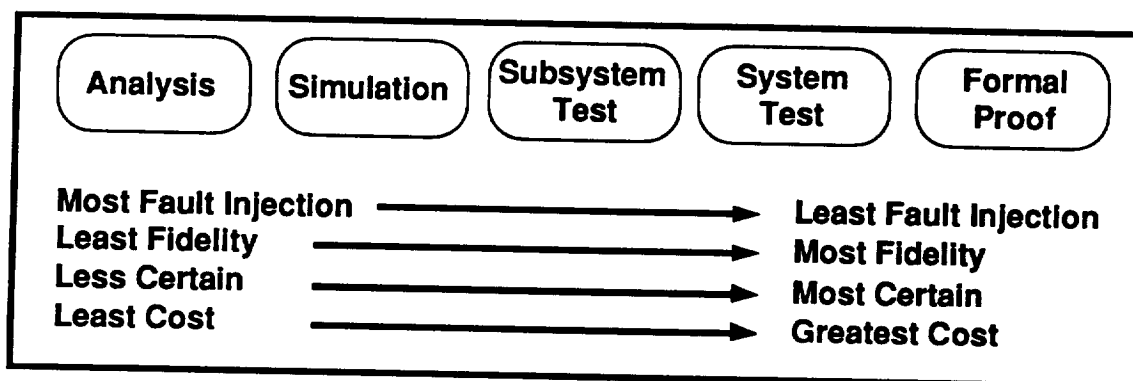 Analysis
Simulation
Subsystem
Test
System
Test
Formal
Proof
Most Fault Injection
Least Fault Injection
Least Fidelity
Most Fidelity
Less Certain
Most Certain
Least Cost
Greatest Cost